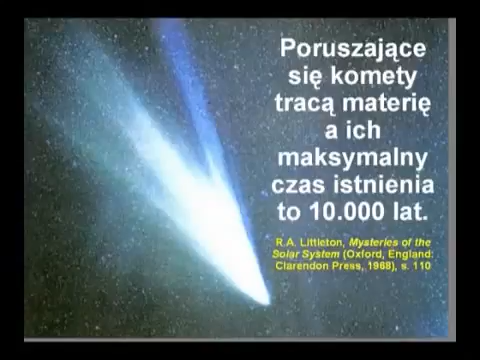 Poruszające
się komety
tracą materię
a ich
maksymalny
czas istnienia
to 10.000 lat.
R.A. Littleton, Mysteries of the
Solar System (Oxford, England:
Clarendon Press, 1968), s. 110